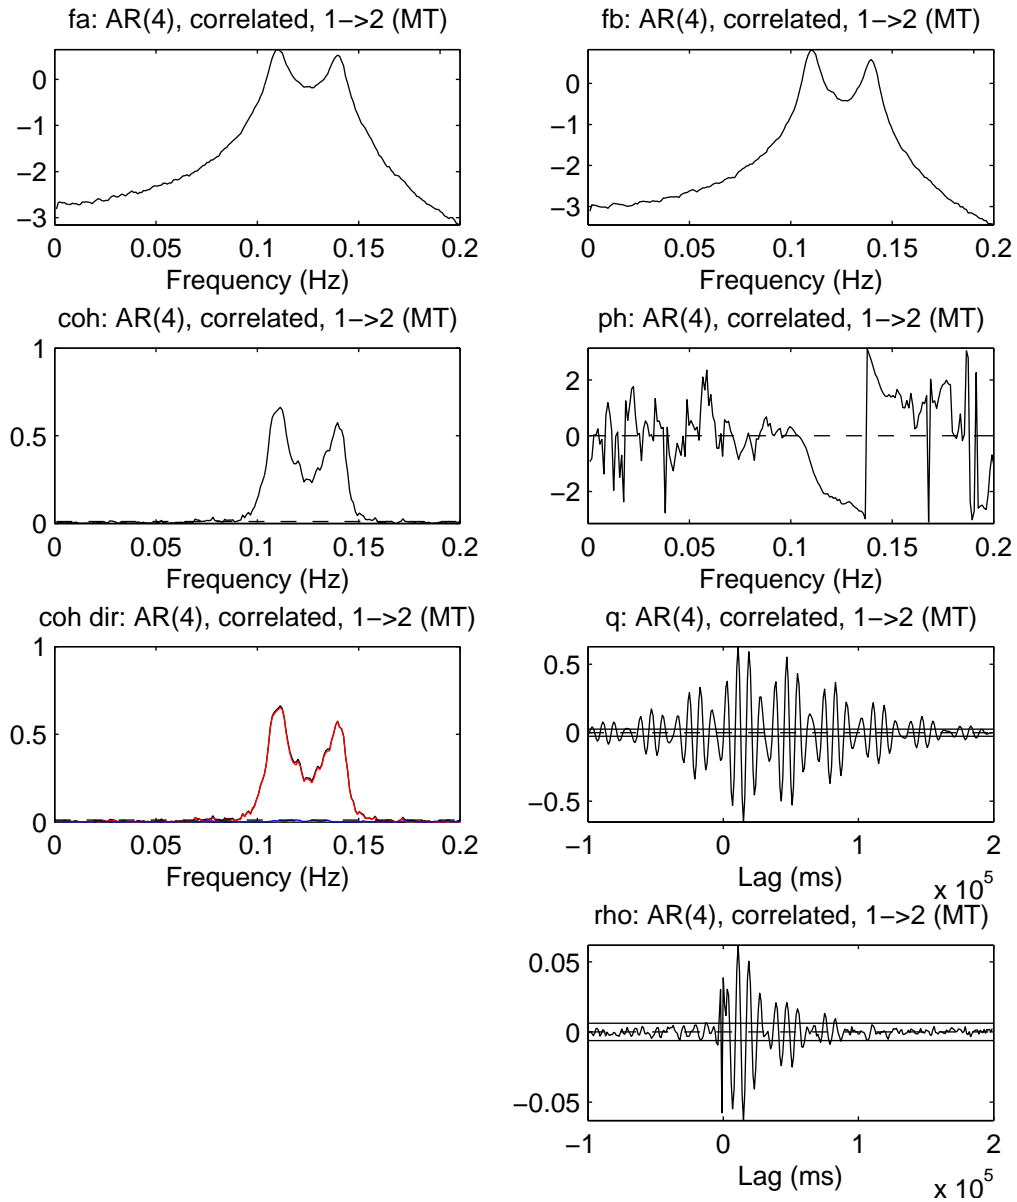 fa: AR(4), correlated, 1−>2 (MT)
0
−1
−2
−3
0 0.05 0.1 0.15 0.2
Frequency (Hz)
fb: AR(4), correlated, 1−>2 (MT)
0
−1
−2
−3
0 0.05 0.1 0.15 0.2
Frequency (Hz)
coh: AR(4), correlated, 1−>2 (MT)
1
0.5
0
0 0.05 0.1 0.15 0.2
Frequency (Hz)
ph: AR(4), correlated, 1−>2 (MT)
2
0
−2
0 0.05 0.1 0.15 0.2
Frequency (Hz)
coh dir: AR(4), correlated, 1−>2 (MT)
1
0.5
0
0 0.05 0.1 0.15 0.2
Frequency (Hz)
q: AR(4), correlated, 1−>2 (MT)
0.5
0
−0.5
−1 0 1 2
Lag (ms)
x 10^5
rho: AR(4), correlated, 1−>2 (MT)
0.05
0
−0.05
−1 0 1 2
Lag (ms)
x 10^5